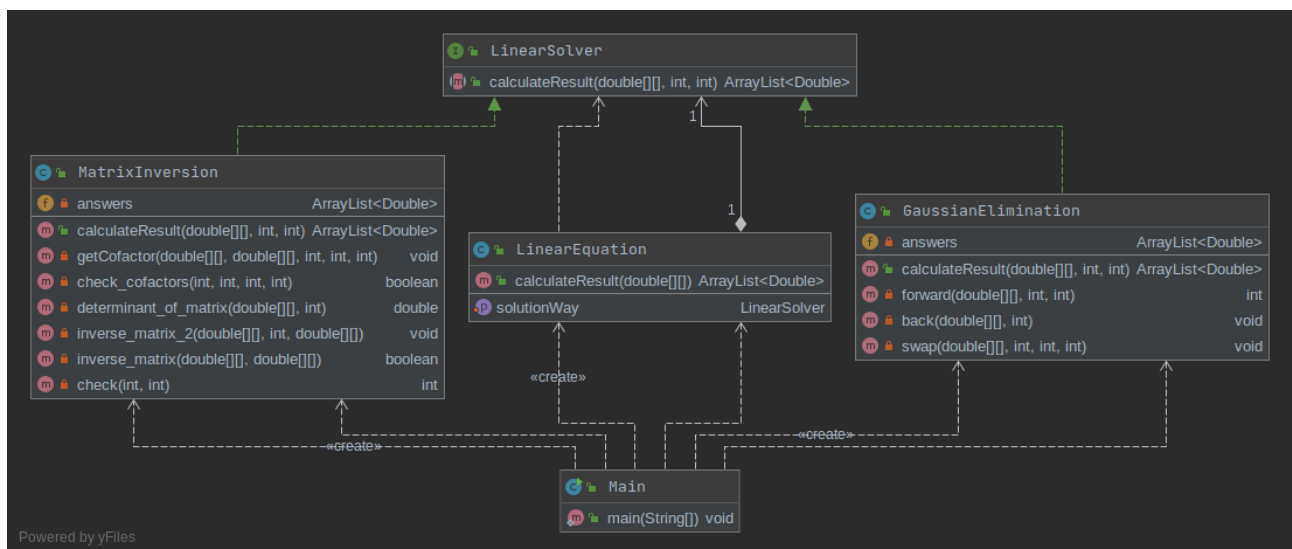 LinearSolver
calculateResult(double[][], int, int) ArrayList<Double>
1
MatrixInversion
answers ArrayList<Double>
calculateResult(double[][], int, int) ArrayList<Double>
getCofactor(double[][], double[][], int, int, int) void
check_cofactors(int, int, int, int) boolean
determinant_of_matrix(double[][], int) double
inverse_matrix_2(double[][], int, double[][]) void
inverse_matrix(double[][], double[][]) boolean
check(int, int) int
1
LinearEquation
calculateResult(double[][]) ArrayList<Double>
solutionWay LinearSolver
GaussianElimination
answers ArrayList<Double>
calculateResult(double[][], int, int) ArrayList<Double>
forward(double[][], int) int
back(double[][], int) void
swap(double[][], int, int, int) void
«create»
«create»
«create»
Main
main(String[]) void
Powered by yFiles